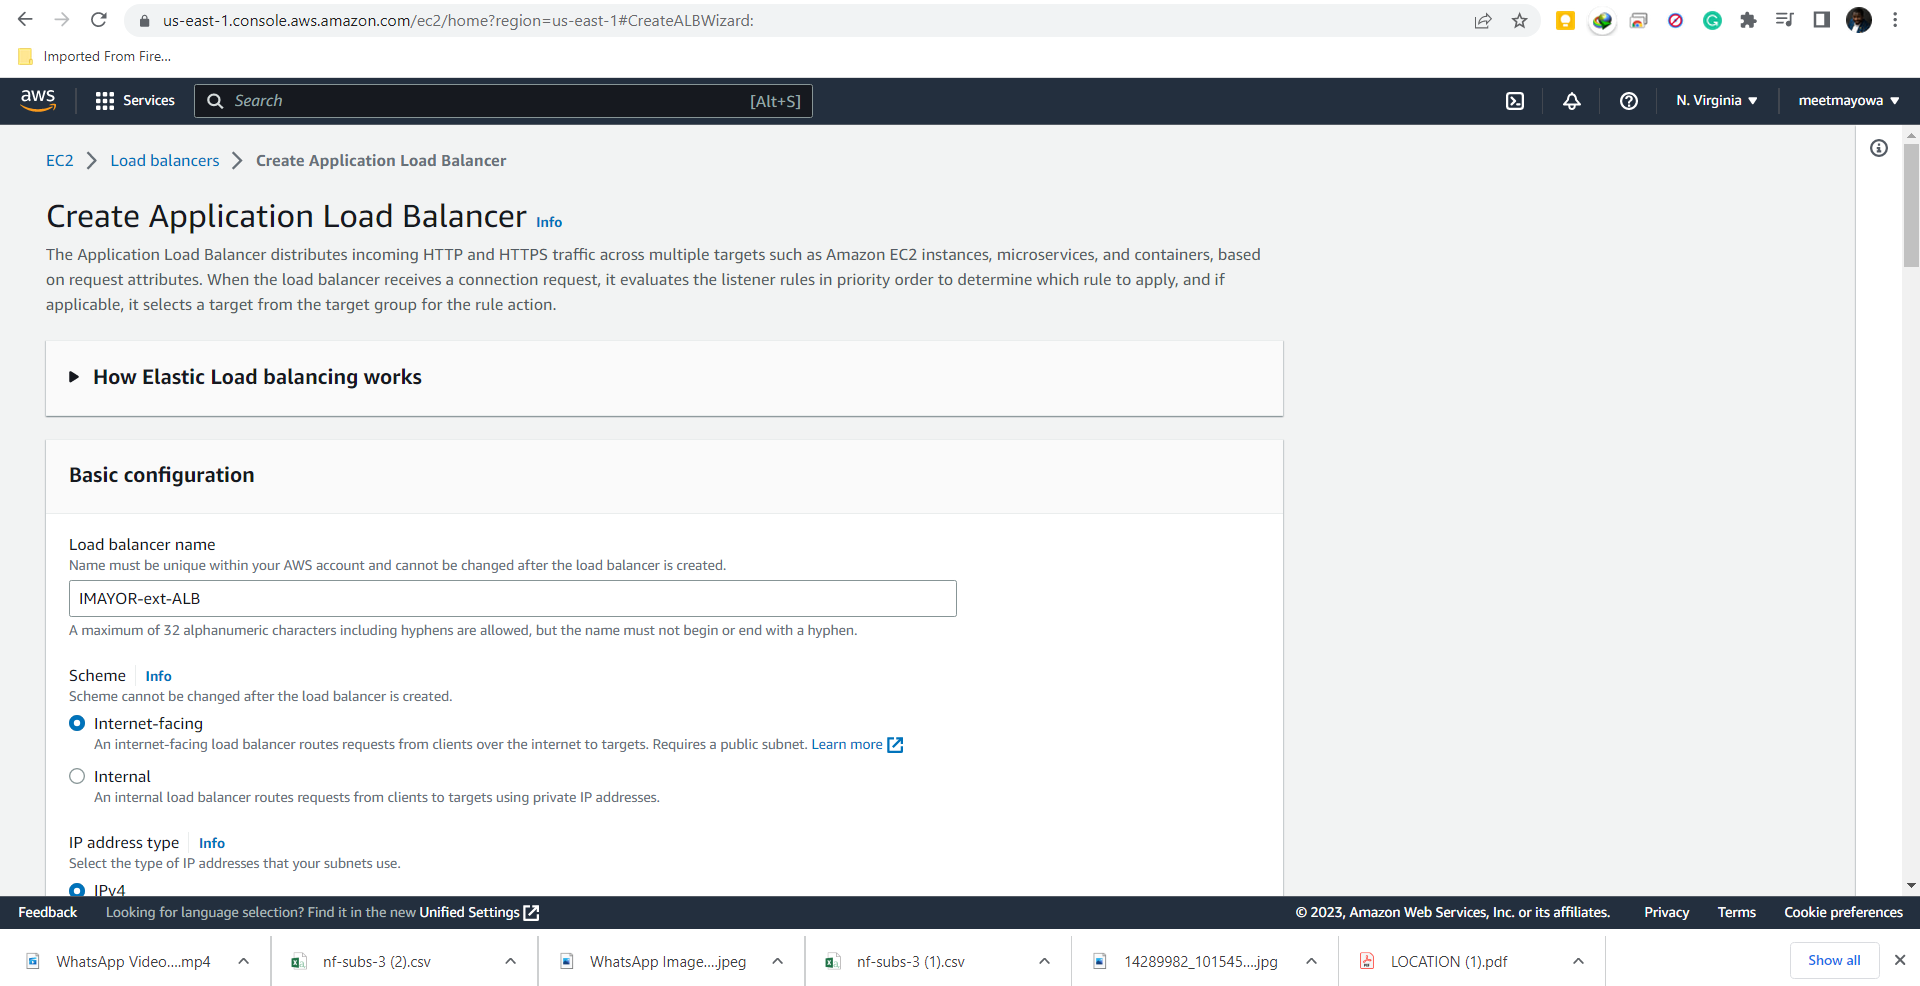 us-east-1.console.aws.amazon.com/ec2/home?region=us-east-1#CreateALBWizard:
Imported From Fire...
aws
Services
Search
[Alt+S]
N. Virginia
meetmayowa
EC2
Load balancers
Create Application Load Balancer
Create Application Load Balancer Info
The Application Load Balancer distributes incoming HTTP and HTTPS traffic across multiple targets such as Amazon EC2 instances, microservices, and containers, based
on request attributes. When the load balancer receives a connection request, it evaluates the listener rules in priority order to determine which rule to apply, and if
applicable, it selects a target from the target group for the rule action.
How Elastic Load balancing works
Basic configuration
Load balancer name
Name must be unique within your AWS account and cannot be changed after the load balancer is created.
IMAYOR-ext-ALB
A maximum of 32 alphanumeric characters including hyphens are allowed, but the name must not begin or end with a hyphen.
Scheme Info
Scheme cannot be changed after the load balancer is created.
Internet-facing
An internet-facing load balancer routes requests from clients over the internet to targets. Requires a public subnet. Learn more
Internal
An internal load balancer routes requests from clients to targets using private IP addresses.
IP address type Info
Select the type of IP addresses that your subnets use.
IPv4
Feedback
Looking for language selection? Find it in the new Unified Settings
© 2023, Amazon Web Services, Inc. or its affiliates.
Privacy
Terms
Cookie preferences
WhatsApp Video....mp4
nf-subs-3 (2).csv
WhatsApp Image....jpeg
nf-subs-3 (1).csv
14289982_101545....jpg
LOCATION (1).pdf
Show all